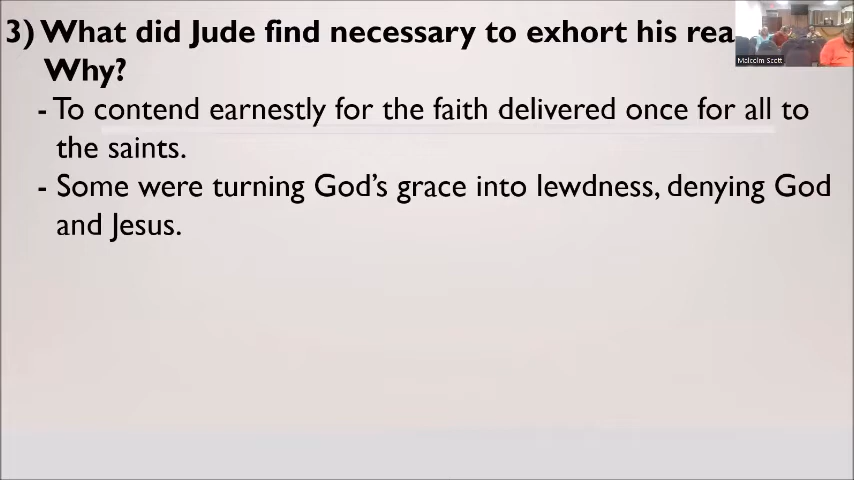 3) What did Jude find necessary to exhort his
Why?
- To contend earnestly for the faith delivered once for all to
the saints.
- Some were turning God’s grace into lewdness, denying God
and Jesus.
Malcolm Scott